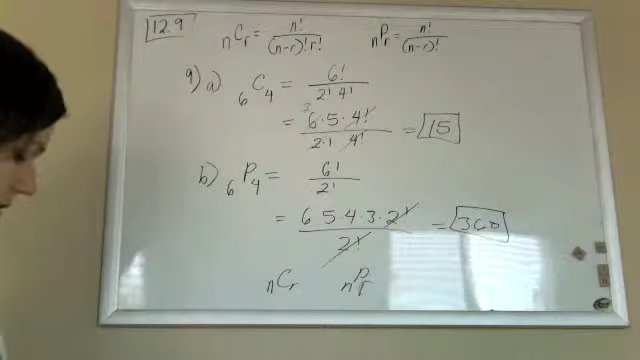 12.9
nCr = n!/(n-r)!r! nPr = n!/(n-r)!
9) a) 6C4 = 6!/2!4!
3
= 6·5·4!/2·1 4! = 15
b) 6P4 = 6!/2!
= 6 5 4·3·2!/2! = 360
nCr nPr